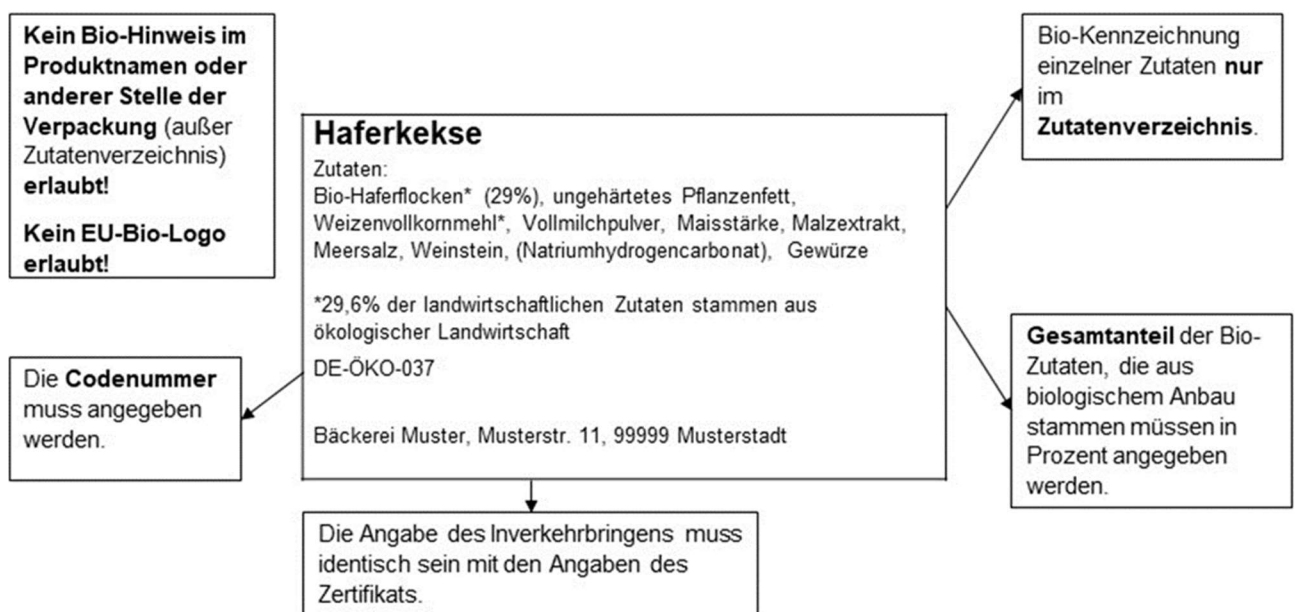 Kein Bio-Hinweis im
Produktnamen oder
anderer Stelle der
Verpackung (außer
Zutatenverzeichnis)
erlaubt!
Kein EU-Bio-Logo
erlaubt!
Bio-Kennzeichnung
einzelner Zutaten nur
im
Zutatenverzeichnis.
Haferkekse
Zutaten:
Bio-Haferflocken* (29%), ungehärtetes Pflanzenfett,
Weizenvollkornmehl*, Vollmilchpulver, Maisstärke, Malzextrakt,
Meersalz, Weinstein, (Natriumhydrogencarbonat), Gewürze
*29,6% der landwirtschaftlichen Zutaten stammen aus
ökologischer Landwirtschaft
DE-ÖKO-037
Bäckerei Muster, Musterstr. 11, 99999 Musterstadt
Die Codenummer
muss angegeben
werden.
Gesamtanteil der Bio-
Zutaten, die aus
biologischem Anbau
stammen müssen in
Prozent angegeben
werden.
Die Angabe des Inverkehrbringens muss
identisch sein mit den Angaben des
Zertifikats.